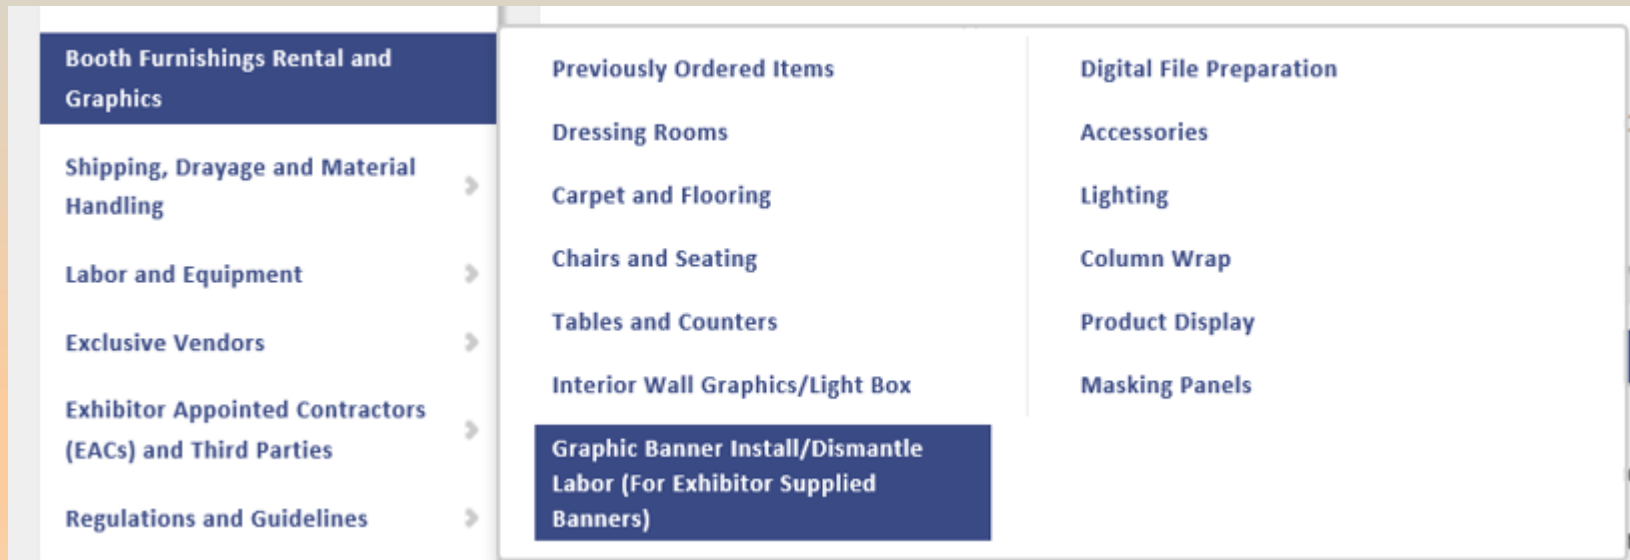 Booth Furnishings Rental and
Graphics
Shipping, Drayage and Material
Handling
Labor and Equipment
Exclusive Vendors
Exhibitor Appointed Contractors
(EACs) and Third Parties
Regulations and Guidelines
Previously Ordered Items
Dressing Rooms
Carpet and Flooring
Chairs and Seating
Tables and Counters
Interior Wall Graphics/Light Box
Graphic Banner Install/Dismantle
Labor (For Exhibitor Supplied
Banners)
Digital File Preparation
Accessories
Lighting
Column Wrap
Product Display
Masking Panels